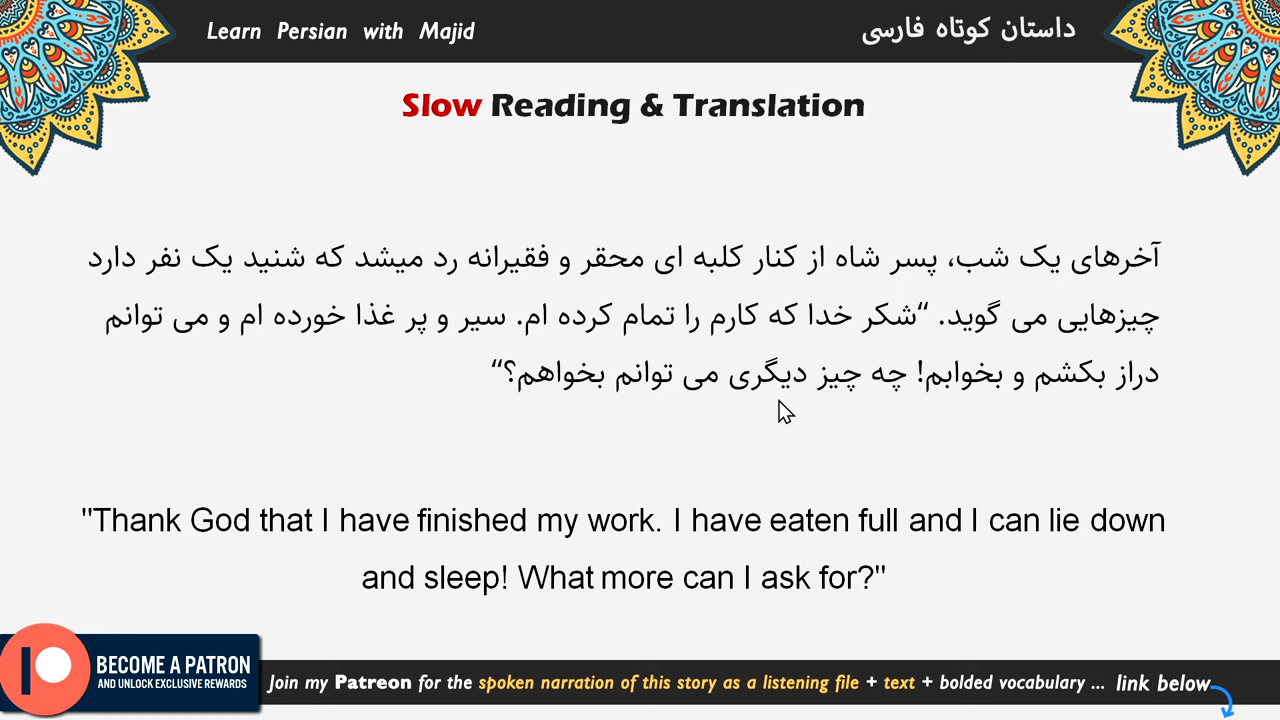 Learn Persian with Majid
داستان کوتاه فارسی
Slow Reading & Translation
آخرهای یک شب، پسر شاه از کنار کلبه ای محقر و فقیرانه رد میشد که شنید یک نفر دارد
چیزهایی می گوید. “شکر خدا که کارم را تمام کرده ام. سیر و پر غذا خورده ام و می توانم
دراز بکشم و بخوابم! چه چیز دیگری می توانم بخواهم؟“
"Thank God that I have finished my work. I have eaten full and I can lie down
and sleep! What more can I ask for?"
BECOME A PATRON
AND UNLOCK EXCLUSIVE REWARDS
Join my Patreon for the spoken narration of this story as a listening file + text + bolded vocabulary ... link below